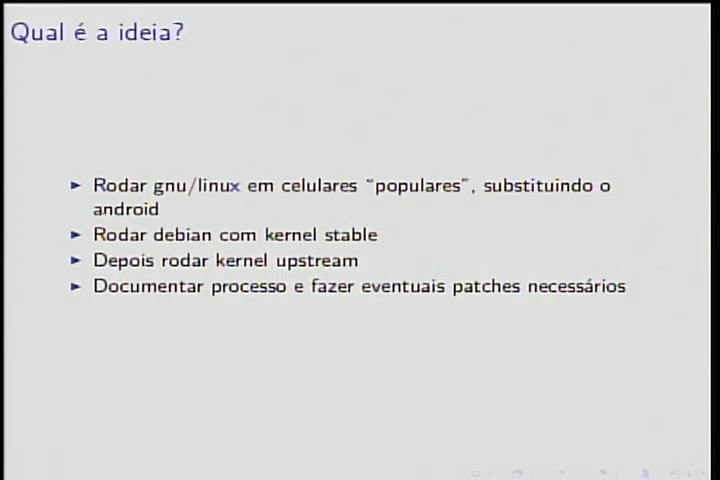 Qual é a ideia?
► Rodar gnu/linux em celulares "populares", substituindo o
android
► Rodar debian com kernel stable
► Depois rodar kernel upstream
► Documentar processo e fazer eventuais patches necessários